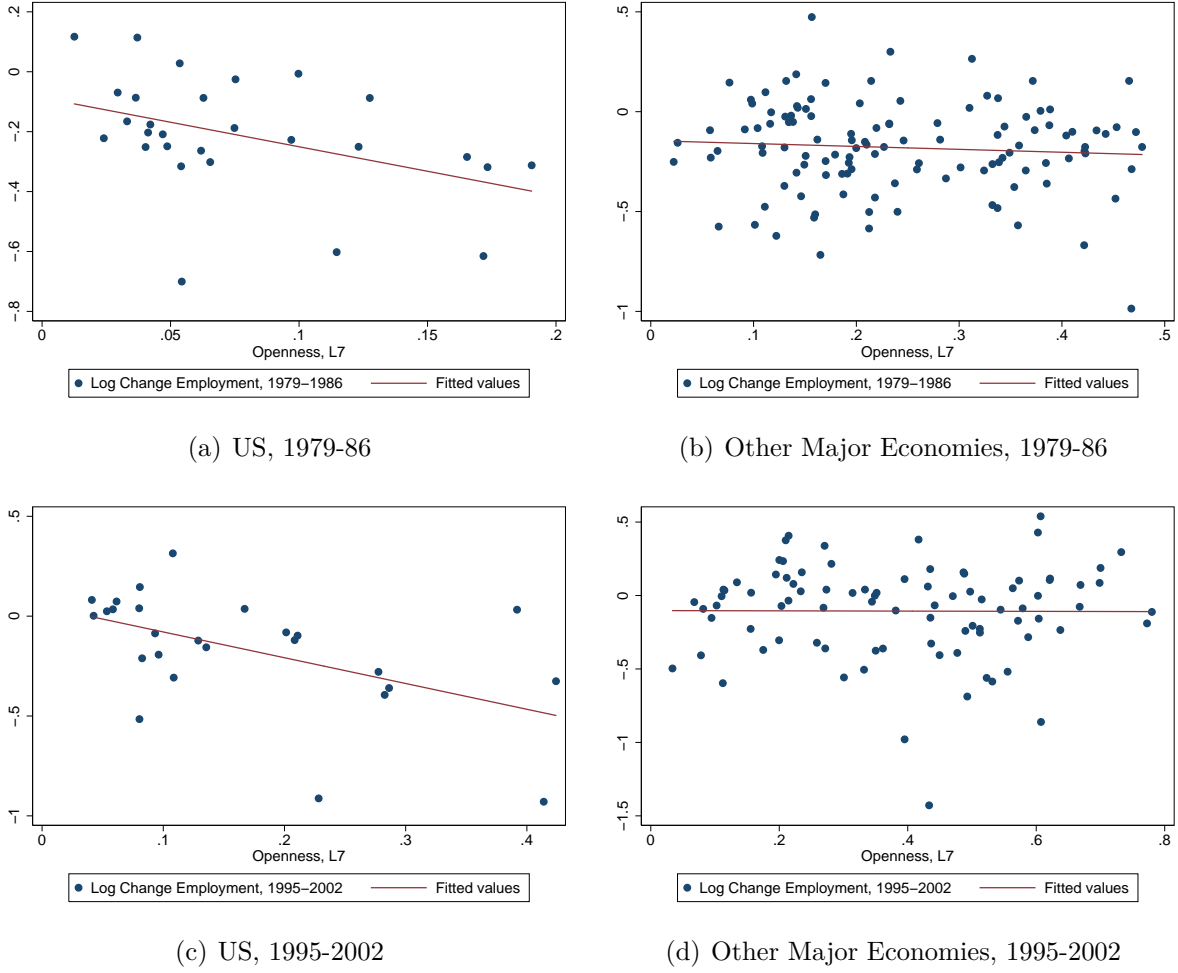 .2
0
−.2
−.4
−.6
−.8
0
.05
.1
.15
.2
Openness, L7
Log Change Employment, 1979−1986
Fitted values
(a) US, 1979-86
.5
0
−.5
−1
0
.1
.2
.3
.4
.5
Openness, L7
Log Change Employment, 1979−1986
Fitted values
(b) Other Major Economies, 1979-86
.5
0
−.5
−1
0
.1
.2
.3
.4
Openness, L7
Log Change Employment, 1995−2002
Fitted values
(c) US, 1995-2002
.5
0
−.5
−1
−1.5
0
.2
.4
.6
.8
Openness, L7
Log Change Employment, 1995−2002
Fitted values
(d) Other Major Economies, 1995-2002